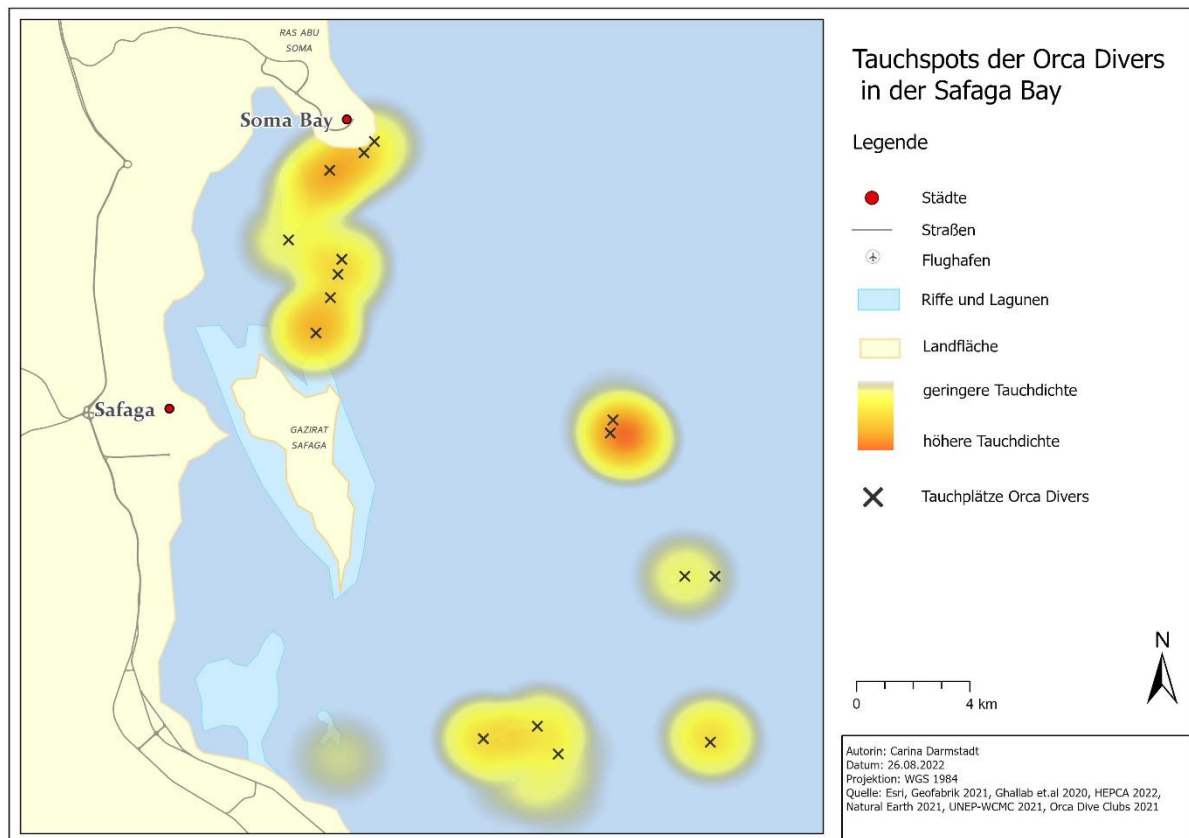 RAS ABU
SOMA
Soma Bay
Safaga
GAZIRAT
SAFAGA
Tauchspots der Orca Divers
in der Safaga Bay
Legende
Städte
Straßen
Flughafen
Riffe und Lagunen
Landfläche
geringere Tauchdichte
höhere Tauchdichte
Tauchplätze Orca Divers
N
0 4 km
Autorin: Carina Darmstadt
Datum: 26.08.2022
Projektion: WGS 1984
Quelle: Esri, Geofabrik 2021, Ghallab et.al 2020, HEPCA 2022,
Natural Earth 2021, UNEP-WCMC 2021, Orca Dive Clubs 2021